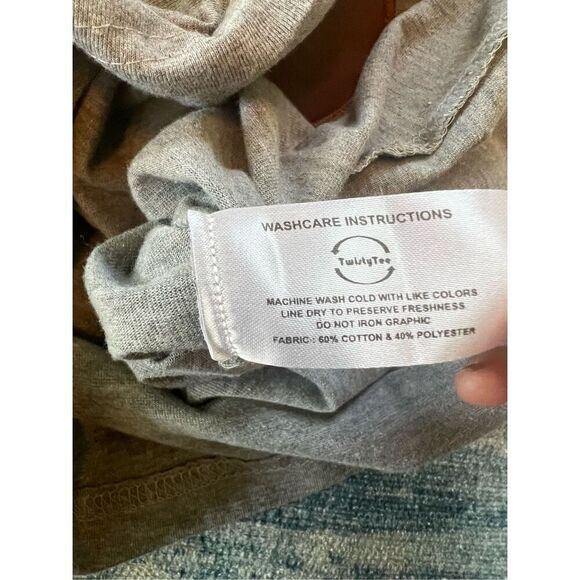 WASHCARE INSTRUCTIONS
TwistyTee
MACHINE WASH COLD WITH LIKE COLORS
LINE DRY TO PRESERVE FRESHNESS
DO NOT IRON GRAPHIC
FABRIC : 60% COTTON & 40% POLYESTER